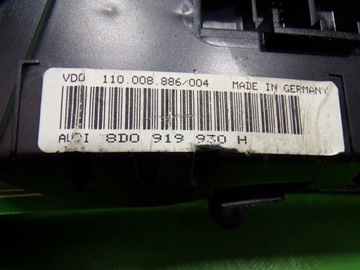 VDO 110.008.886/004 MADE IN GERMANY
AUDI 8D0 919 930 H